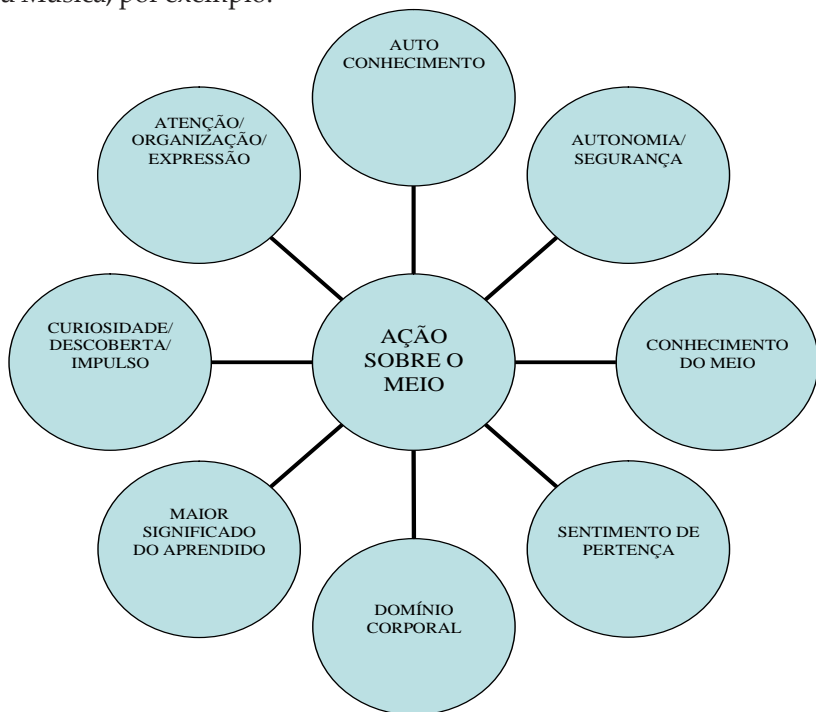 a Música, por exemplo.
AUTO
CONHECIMENTO
ATENÇÃO/
ORGANIZAÇÃO/
EXPRESSÃO
AUTONOMIA/
SEGURANÇA
CURIOSIDADE/
DESCOBERTA/
IMPULSO
AÇÃO
SOBRE O
MEIO
CONHECIMENTO
DO MEIO
MAIOR
SIGNIFICADO
DO APRENDIDO
SENTIMENTO DE
PERTENÇA
DOMÍNIO
CORPORAL